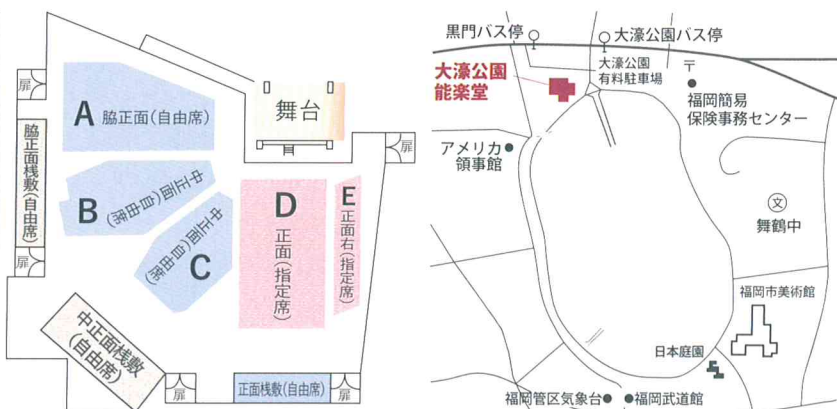 舞台
A 脇正面(自由席)
B 中正面(自由席)
C 中正面(自由席)
D 正面(指定席)
E 正面右(指定席)
扉
扉
扉
扉
扉
脇正面桟敷(自由席)
中正面桟敷
(自由席)
正面桟敷(自由席)
黒門バス停
大濠公園バス停
大濠公園
能楽堂
大濠公園
有料駐車場
〒
福岡簡易
保険事務センター
アメリカ
領事館
文
舞鶴中
福岡市美術館
日本庭園
福岡管区気象台
福岡武道館